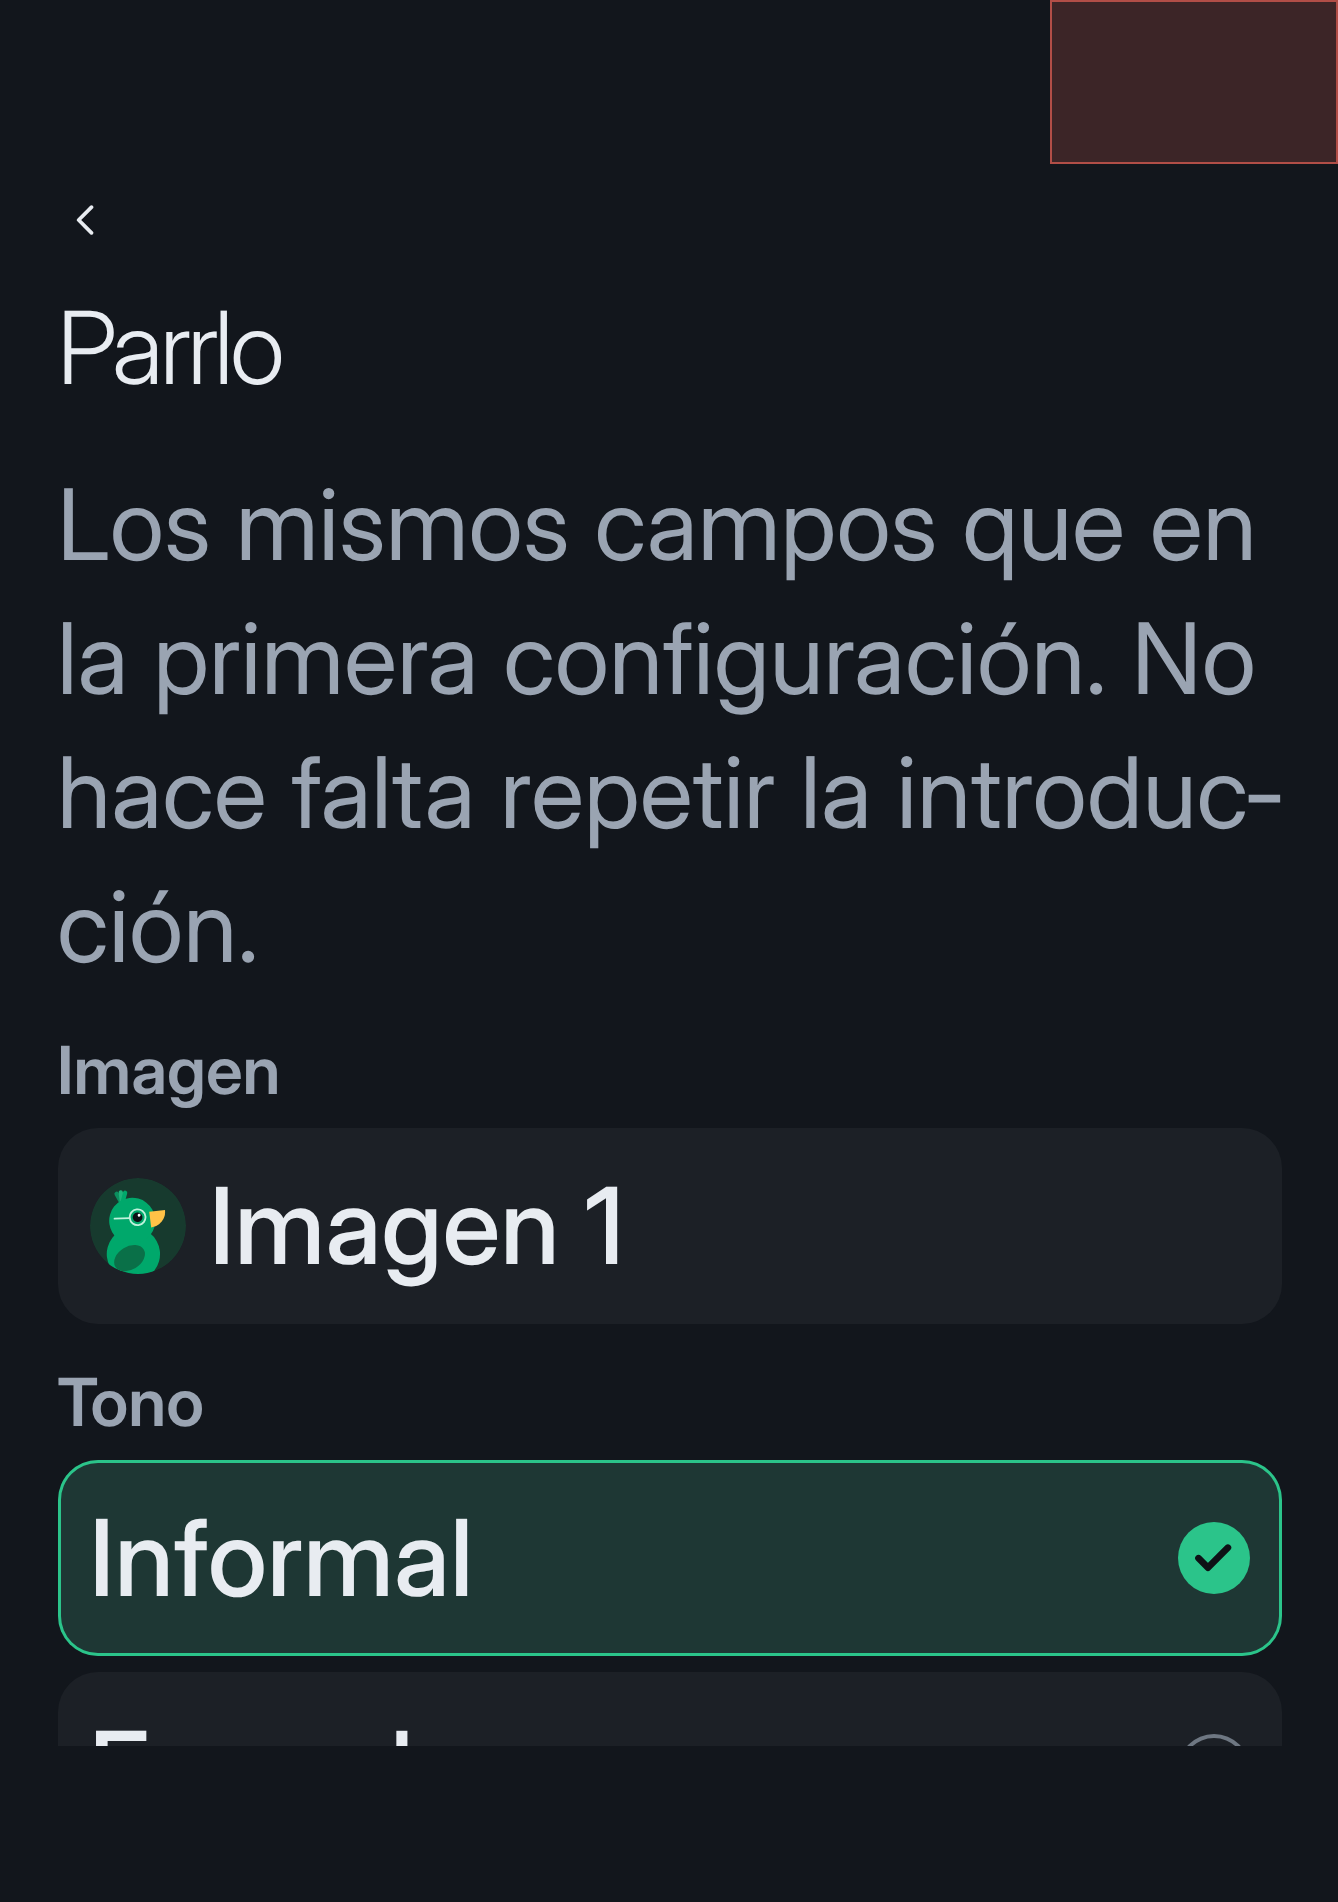 Parrlo
Los mismos campos que en
la primera configuración. No
hace falta repetir la introduc-
ción.
Imagen
Imagen 1
Tono
Informal